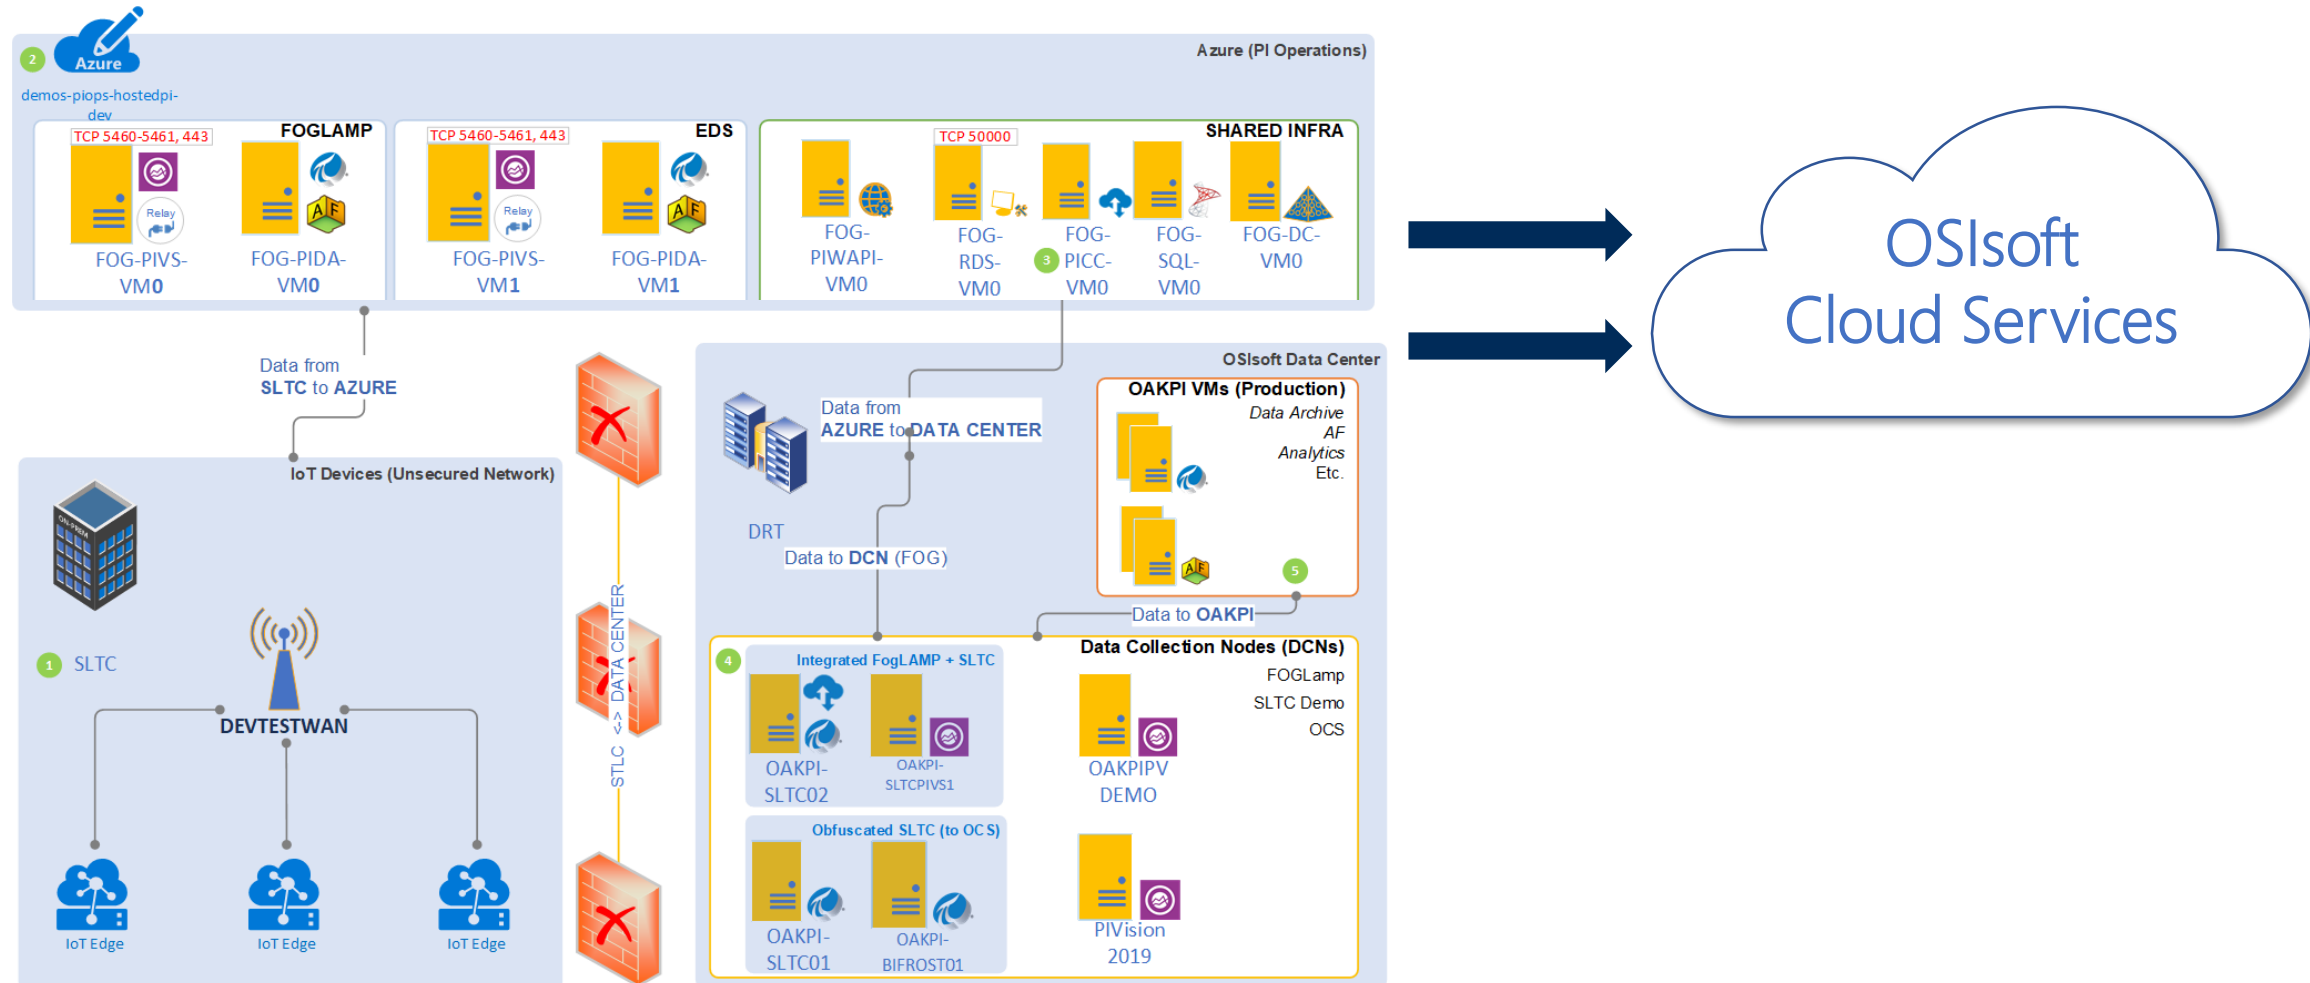 Azure (PI Operations)
2
Azure
demos-piops-hostedpi-
dev
FOGLAMP
TCP 5460-5461, 443
Relay
FOG-PIVS-
VM0
AF
FOG-PIDA-
VM0
EDS
TCP 5460-5461, 443
Relay
FOG-PIVS-
VM1
AF
FOG-PIDA-
VM1
SHARED INFRA
FOG-
PIWAPI-
VM0
TCP 50000
FOG-
RDS-
VM0
3
FOG-
PICC-
VM0
FOG-
SQL-
VM0
FOG-DC-
VM0
OSIsoft
Cloud Services
Data from
SLTC to AZURE
IoT Devices (Unsecured Network)
ON-PREM
1
SLTC
DEVTESTWAN
IoT Edge
IoT Edge
IoT Edge
STLC <-> DATA CENTER
OSIsoft Data Center
Data from
AZURE to DATA CENTER
DRT
Data to DCN (FOG)
OAKPI VMs (Production)
Data Archive
AF
Analytics
Etc.
AF
5
Data to OAKPI
4
Data Collection Nodes (DCNs)
FOGLamp
SLTC Demo
OCS
Integrated FogLAMP + SLTC
OAKPI-
SLTC02
OAKPI-
SLTCPIVS1
OAKPIPV
DEMO
Obfuscated SLTC (to OCS)
OAKPI-
SLTC01
OAKPI-
BIFROST01
PIVision
2019